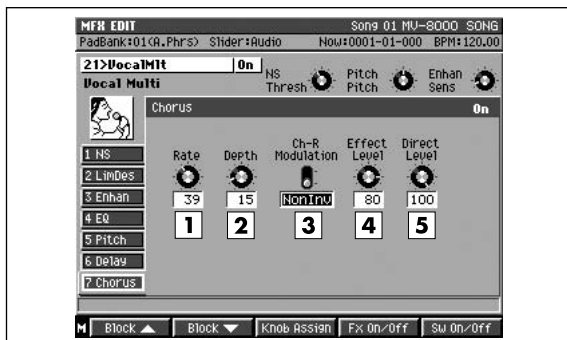 MFX EDIT Song 01 MV-8000 SONG
PadBank:01(A.Phrs) Slider:Audio Now:0001-01-000 BPM:120.00
21>VocalMlt On
Vocal Multi
NS Thresh
Pitch Pitch
Enhan Sens
Chorus On
1 NS
2 LimDes
3 Enhan
4 EQ
5 Pitch
6 Delay
7 Chorus
Rate
Depth
Ch-R Modulation
Effect Level
Direct Level
39 15 NonInv 80 100
1 2 3 4 5
M Block ▲ Block ▼ Knob Assign FX On/Off Sw On/Off